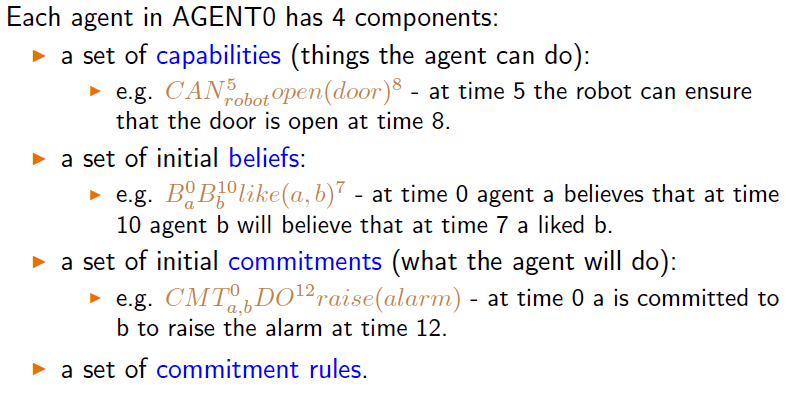 Each agent in AGENT0 has 4 components:
▶ a set of capabilities (things the agent can do):
▶ e.g. $CAN^5_{robot}open(door)^8$ - at time 5 the robot can ensure
that the door is open at time 8.
▶ a set of initial beliefs:
▶ e.g. $B^0_a B^{10}_b like(a, b)^7$ - at time 0 agent a believes that at time
10 agent b will believe that at time 7 a liked b.
▶ a set of initial commitments (what the agent will do):
▶ e.g. $CMT^0_{a,b} DO^{12} raise(alarm)$ - at time 0 a is committed to
b to raise the alarm at time 12.
▶ a set of commitment rules.